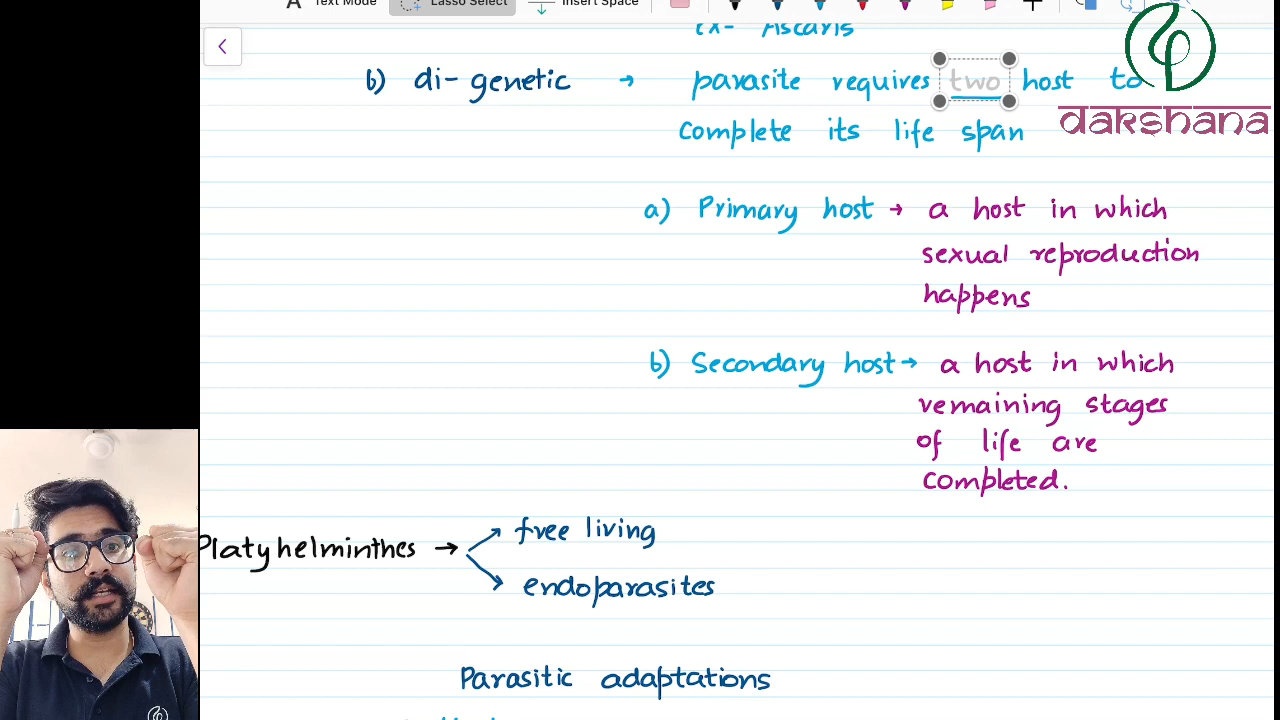 Text Mode Lasso Select Insert Space
ex- Ascaris
b) di-genetic → parasite requires two host to
complete its life span
dakshana
a) Primary host → a host in which
sexual reproduction
happens
b) Secondary host → a host in which
remaining stages
of life are
completed.
Platyhelminthes → free living
endoparasites
Parasitic adaptations